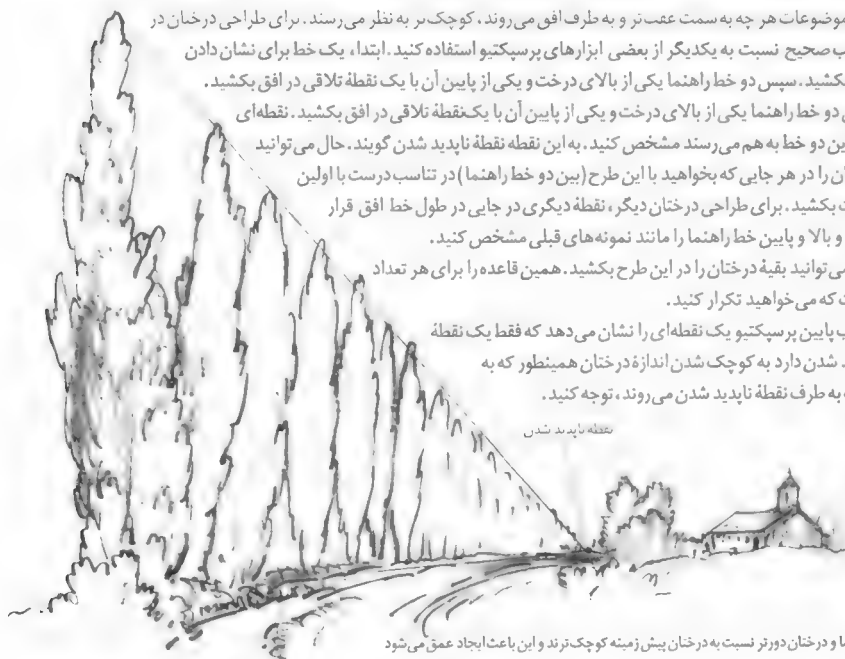 موضوعات هر چه به سمت عقب‌تر و به طرف افق می‌روند، کوچک‌تر به نظر می‌رسند. برای طراحی درختان در
صحیح نسبت به یکدیگر از بعضی ابزارهای پرسپکتیو استفاده کنید. ابتدا، یک خط برای نشان دادن
بکشید. سپس دو خط راهنما یکی از بالای درخت و یکی از پایین آن با یک نقطهٔ تلاقی در افق بکشید.
دو خط راهنما یکی از بالای درخت و یکی از پایین آن با یک‌نقطهٔ تلاقی در افق بکشید. نقطه‌ای
این دو خط به هم می‌رسند مشخص کنید. به این نقطه نقطهٔ ناپدید شدن گویند. حال می‌توانید
را در هر جایی که بخواهید با این طرح (بین دو خط راهنما) در تناسب درست با اولین
بکشید. برای طراحی درختان دیگر، نقطهٔ دیگری در جایی در طول خط افق قرار
و بالا و پایین خط راهنما را مانند نمونه‌های قبلی مشخص کنید.
می‌توانید بقیهٔ درختان را در این طرح بکشید. همین قاعده را برای هر تعداد
که می‌خواهید تکرار کنید.
پایین پرسپکتیو یک نقطه‌ای را نشان می‌دهد که فقط یک نقطهٔ
شدن دارد به کوچک شدن اندازهٔ درختان همینطور که به
به طرف نقطهٔ ناپدید شدن می‌روند، توجه کنید.
نقطه ناپدید شدن
و درختان دورتر نسبت به درختان پیش زمینه کوچک‌ترند و این باعث ایجاد عمق می‌شود